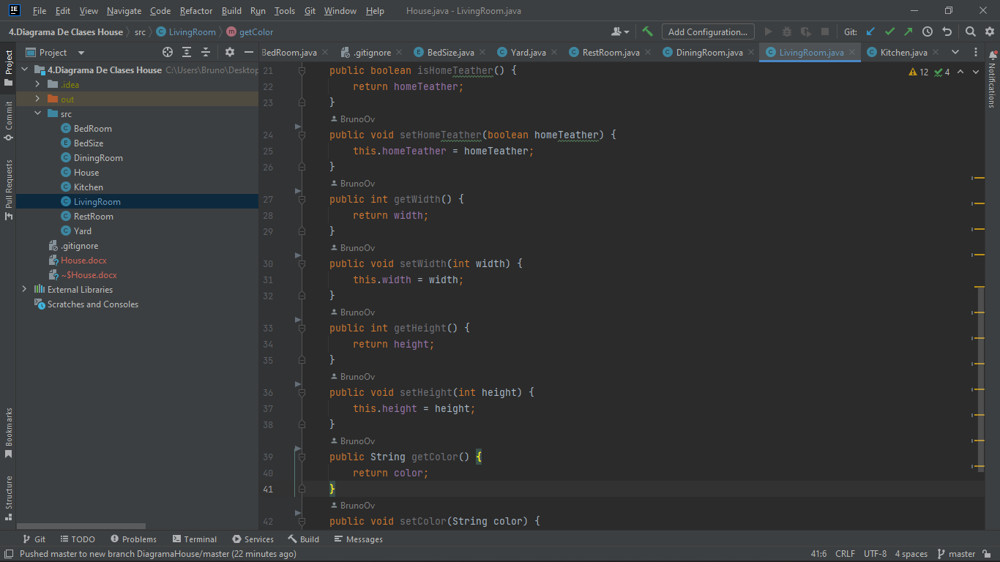 File Edit View Navigate Code Refactor Build Run Tools Git Window Help House.java - LivingRoom.java
4.Diagrama De Clases House src LivingRoom getColor Add Configuration... Git:
Project BedRoom.java .gitignore BedSize.java Yard.java RestRoom.java DiningRoom.java LivingRoom.java Kitchen.java
Project
Commit
Pull Requests
Bookmarks
Structure
Notifications
4.Diagrama De Clases House C:\Users\Bruno\Desktop
.idea
out
src
BedRoom
BedSize
DiningRoom
House
Kitchen
LivingRoom
RestRoom
Yard
.gitignore
House.docx
~$House.docx
External Libraries
Scratches and Consoles
12 4
21 public boolean isHomeTeather() {
22 return homeTeather;
23 }
BrunoOv
24 public void setHomeTeather(boolean homeTeather) {
25 this.homeTeather = homeTeather;
26 }
BrunoOv
27 public int getWidth() {
28 return width;
29 }
BrunoOv
30 public void setWidth(int width) {
31 this.width = width;
32 }
BrunoOv
33 public int getHeight() {
34 return height;
35 }
BrunoOv
36 public void setHeight(int height) {
37 this.height = height;
38 }
BrunoOv
39 public String getColor() {
40 return color;
41 }
BrunoOv
42 public void setColor(String color) {
Git TODO Problems Terminal Services Build Messages
Pushed master to new branch DiagramaHouse/master (22 minutes ago) 41:6 CRLF UTF-8 4 spaces master